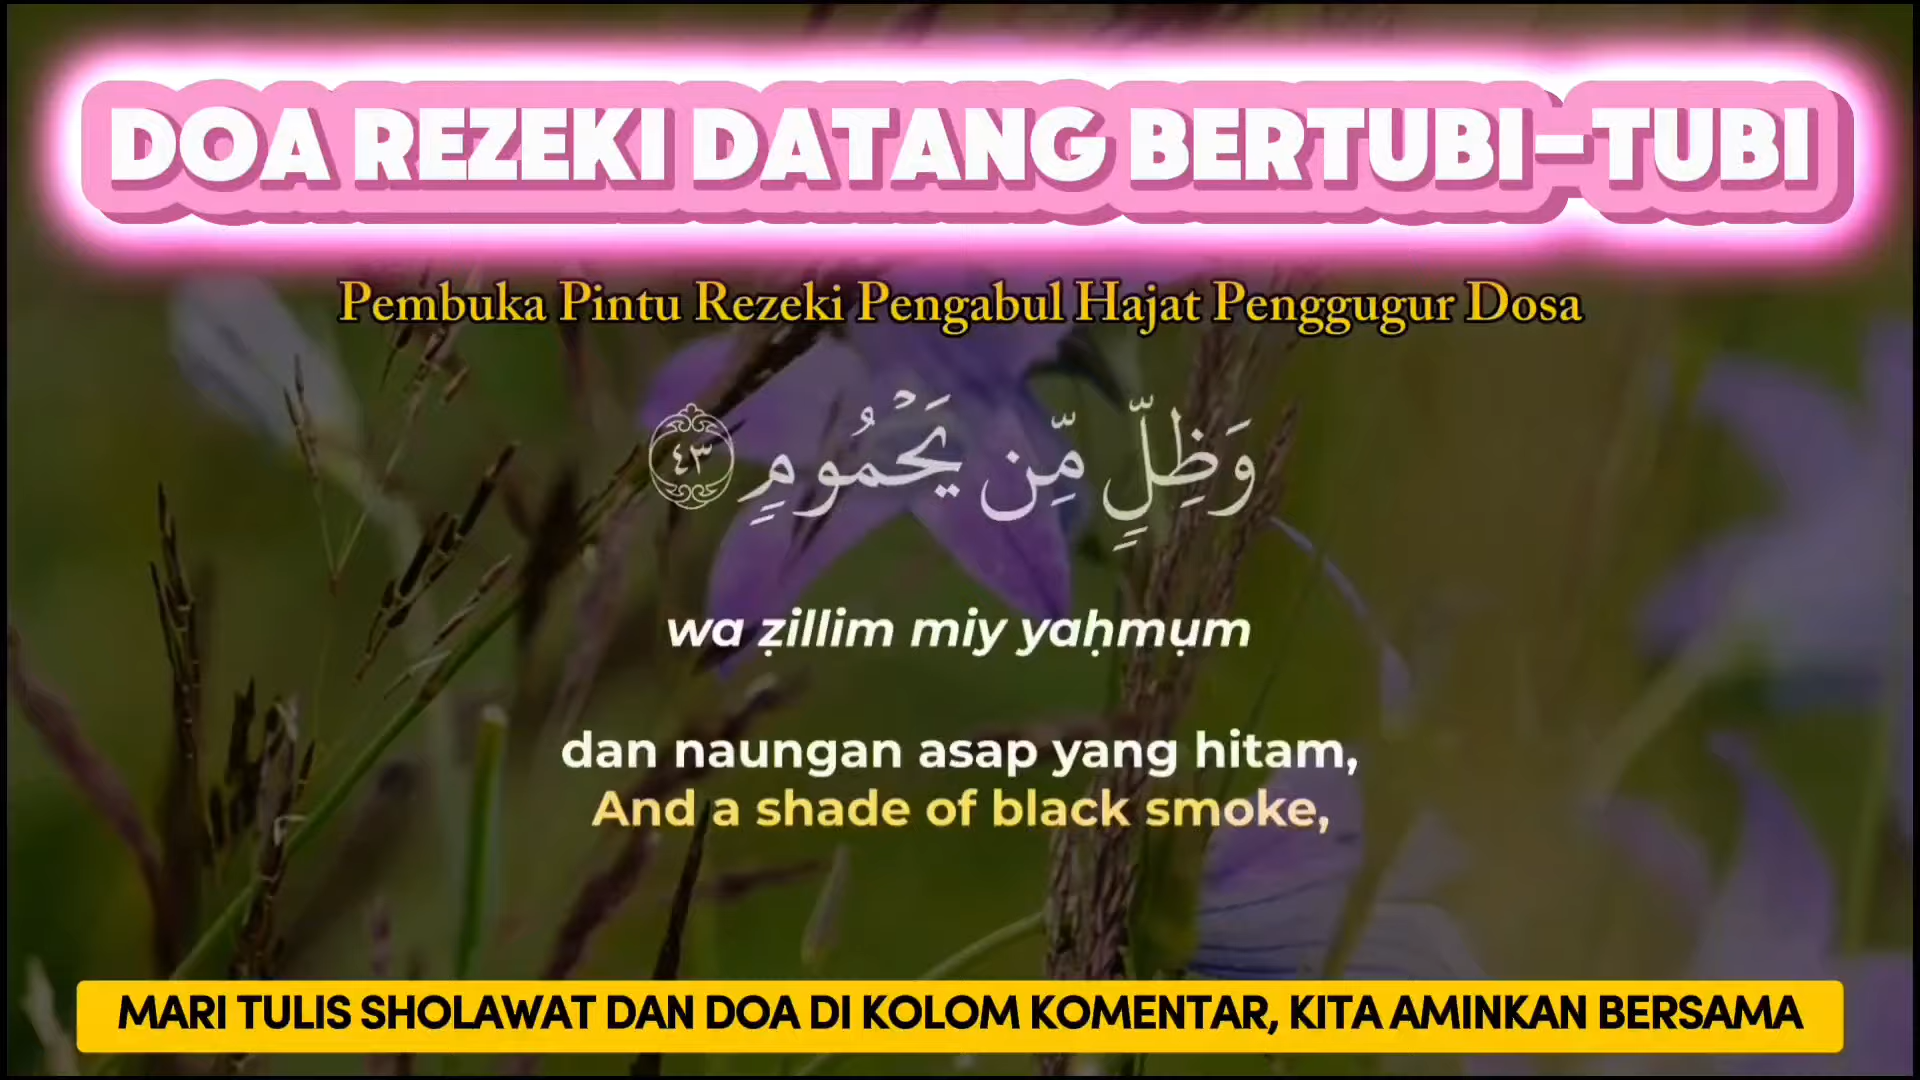 DOA REZEKI DATANG BERTUBI-TUBI
Pembuka Pintu Rezeki Pengabul Hajat Penggugur Dosa
وَظِلٍّ مِّن يَحْمُومٍ ٤٣
wa ẓillim miy yaḥmụm
dan naungan asap yang hitam,
And a shade of black smoke,
MARI TULIS SHOLAWAT DAN DOA DI KOLOM KOMENTAR, KITA AMINKAN BERSAMA